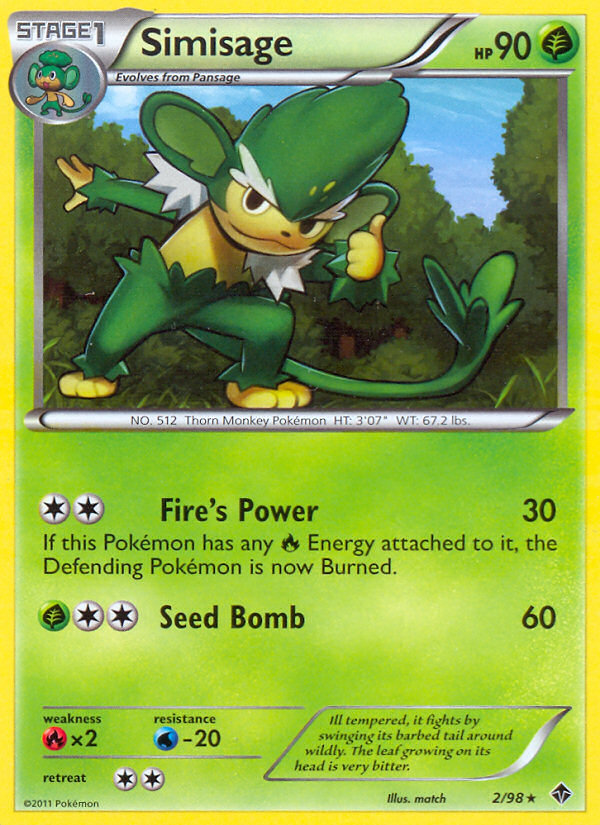 STAGE1
Simisage
HP 90
Evolves from Pansage
NO. 512 Thorn Monkey Pokémon HT: 3'07" WT: 67.2 lbs.
Fire's Power 30
If this Pokémon has any Energy attached to it, the
Defending Pokémon is now Burned.
Seed Bomb 60
weakness
×2
resistance
-20
retreat
Ill tempered, it fights by
swinging its barbed tail around
wildly. The leaf growing on its
head is very bitter.
©2011 Pokémon
Illus. match
2/98★